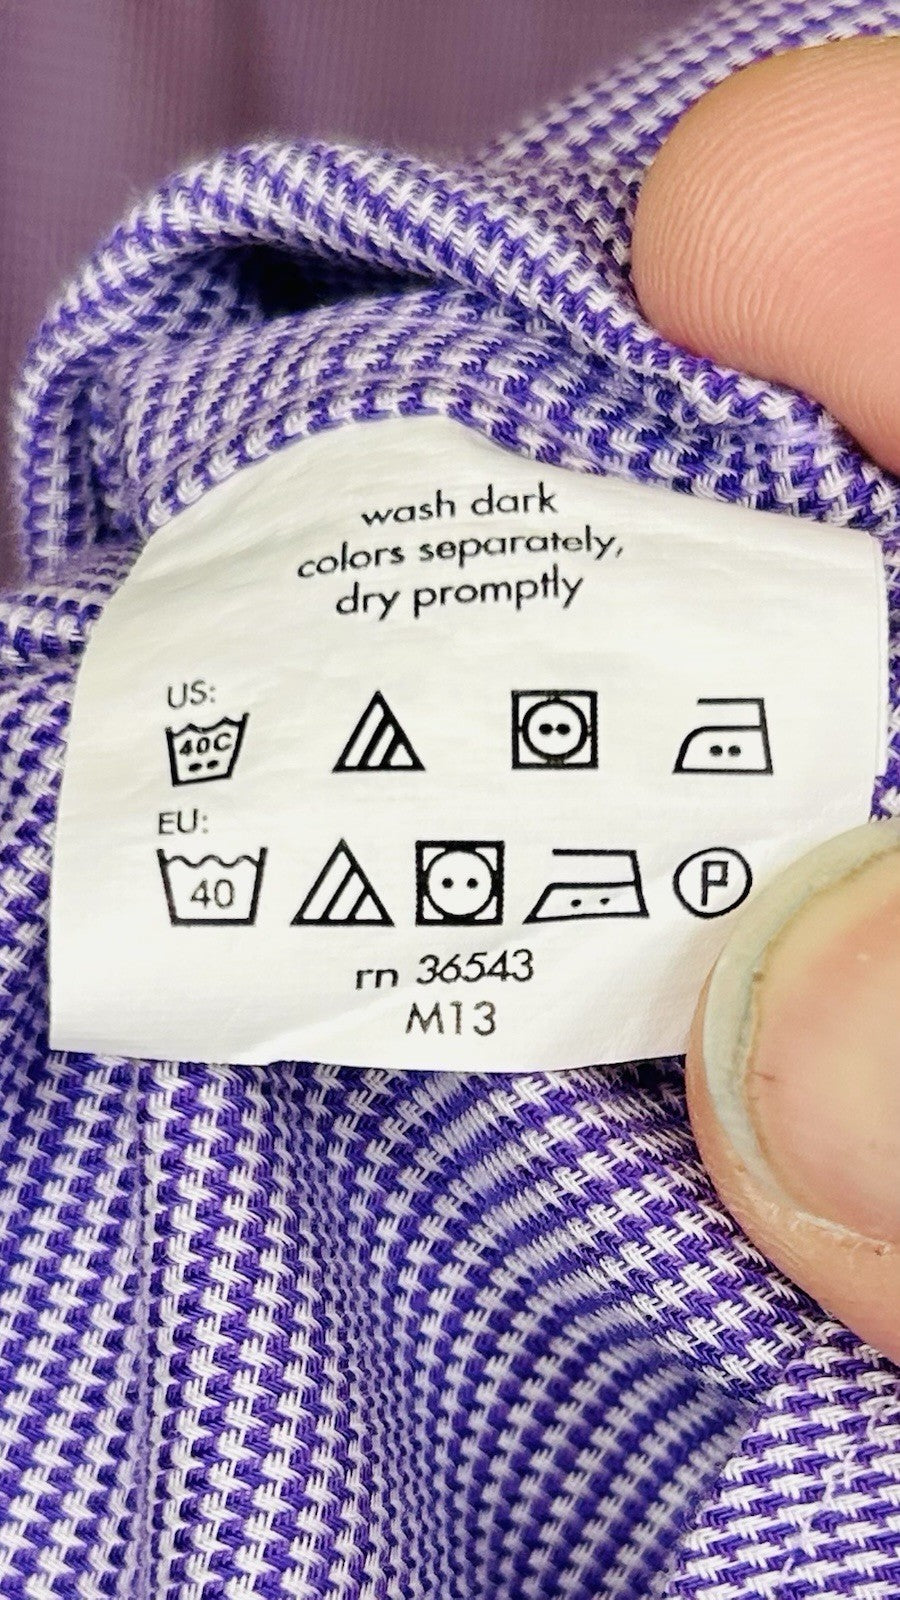 wash dark
colors separately,
dry promptly
US:
40C
EU:
40
P
rn 36543
M13